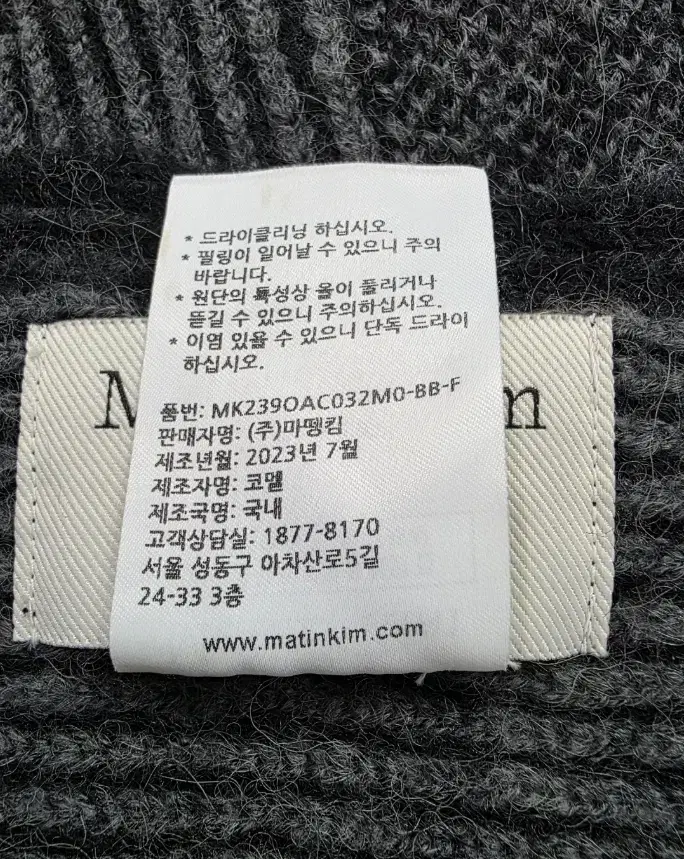 * 드라이클리닝 하십시오.
* 필링이 일어날 수 있으니 주의
바랍니다.
* 원단의 특성상 올이 풀리거나
뜯길 수 있으니 주의하십시오.
* 이염 있을 수 있으니 단독 드라이
하십시오.
품번: MK239OAC032M0-BB-F
판매자명: (주)마뗑킴
제조년월: 2023년 7월
제조자명: 코멜
제조국명: 국내
고객상담실: 1877-8170
서울 성동구 아차산로5길
24-33 3층
www.matinkim.com
M
m